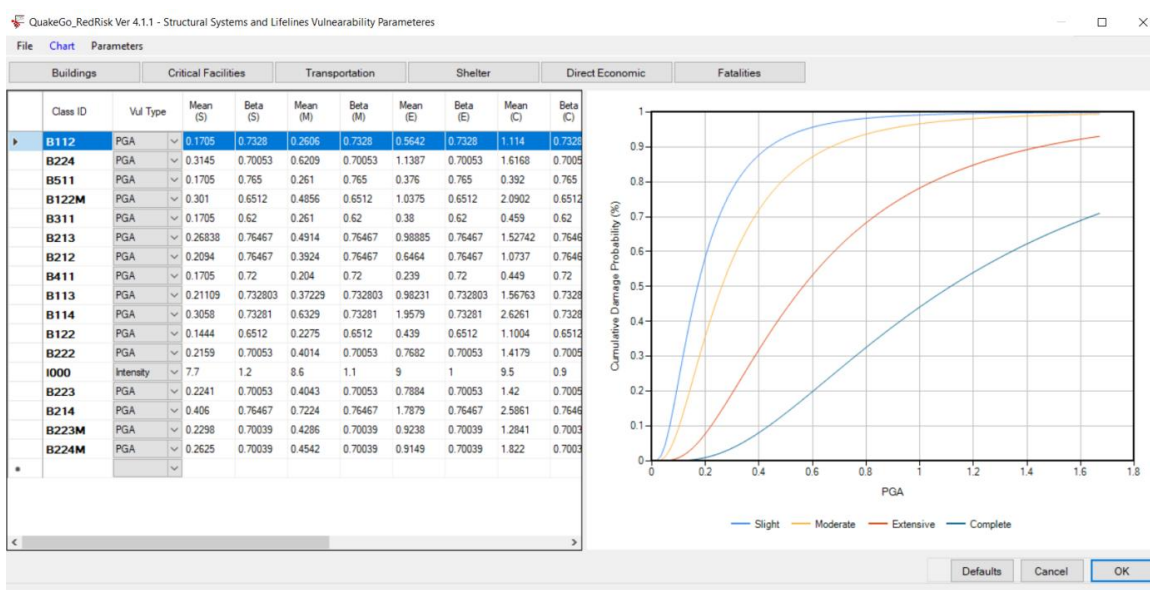 QuakeGo_RedRisk Ver 4.1.1 - Structural Systems and Lifelines Vulnearability Parameteres
File Chart Parameters
Buildings Critical Facilities Transportation Shelter Direct Economic Fatalities
Class ID Vul Type Mean (S) Beta (S) Mean (M) Beta (M) Mean (E) Beta (E) Mean (C) Beta (C)
B112 PGA 0.1705 0.7328 0.2606 0.7328 0.5642 0.7328 1.114 0.7328
B224 PGA 0.3145 0.70053 0.6209 0.70053 1.1387 0.70053 1.6168 0.7005
B511 PGA 0.1705 0.765 0.261 0.765 0.376 0.765 0.392 0.765
B122M PGA 0.301 0.6512 0.4856 0.6512 1.0375 0.6512 2.0902 0.6512
B311 PGA 0.1705 0.62 0.261 0.62 0.38 0.62 0.459 0.62
B213 PGA 0.26838 0.76467 0.4914 0.76467 0.98885 0.76467 1.52742 0.7646
B212 PGA 0.2094 0.76467 0.3924 0.76467 0.6464 0.76467 1.0737 0.7646
B411 PGA 0.1705 0.72 0.204 0.72 0.239 0.72 0.449 0.72
B113 PGA 0.21109 0.732803 0.37229 0.732803 0.98231 0.732803 1.56763 0.7328
B114 PGA 0.3058 0.73281 0.6329 0.73281 1.9579 0.73281 2.6261 0.7328
B122 PGA 0.1444 0.6512 0.2275 0.6512 0.439 0.6512 1.1004 0.6512
B222 PGA 0.2159 0.70053 0.4014 0.70053 0.7682 0.70053 1.4179 0.7005
I000 Intensity 7.7 1.2 8.6 1.1 9 1 9.5 0.9
B223 PGA 0.2241 0.70053 0.4043 0.70053 0.7884 0.70053 1.42 0.7005
B214 PGA 0.406 0.76467 0.7224 0.76467 1.7879 0.76467 2.5861 0.7646
B223M PGA 0.2298 0.70039 0.4286 0.70039 0.9238 0.70039 1.2841 0.7003
B224M PGA 0.2625 0.70039 0.4542 0.70039 0.9149 0.70039 1.822 0.7003
Cumulative Damage Probability (%)
1
0.9
0.8
0.7
0.6
0.5
0.4
0.3
0.2
0.1
0
0 0.2 0.4 0.6 0.8 1 1.2 1.4 1.6 1.8
PGA
Slight Moderate Extensive Complete
Defaults Cancel OK